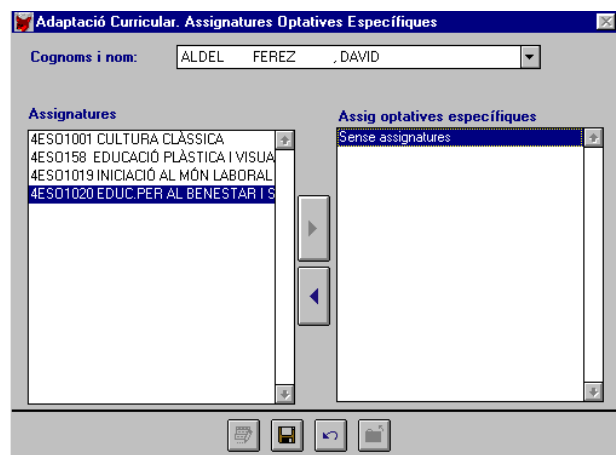 Adaptació Curricular. Assignatures Optatives Específiques
Cognoms i nom:
ALDEL FEREZ , DAVID
Assignatures
4ESO1001 CULTURA CLÀSSICA
4ESO158 EDUCACIÓ PLÀSTICA I VISUA
4ESO1019 INICIACIÓ AL MÓN LABORAL
4ESO1020 EDUC.PER AL BENESTAR I S
Assig optatives específiques
Sense assignatures